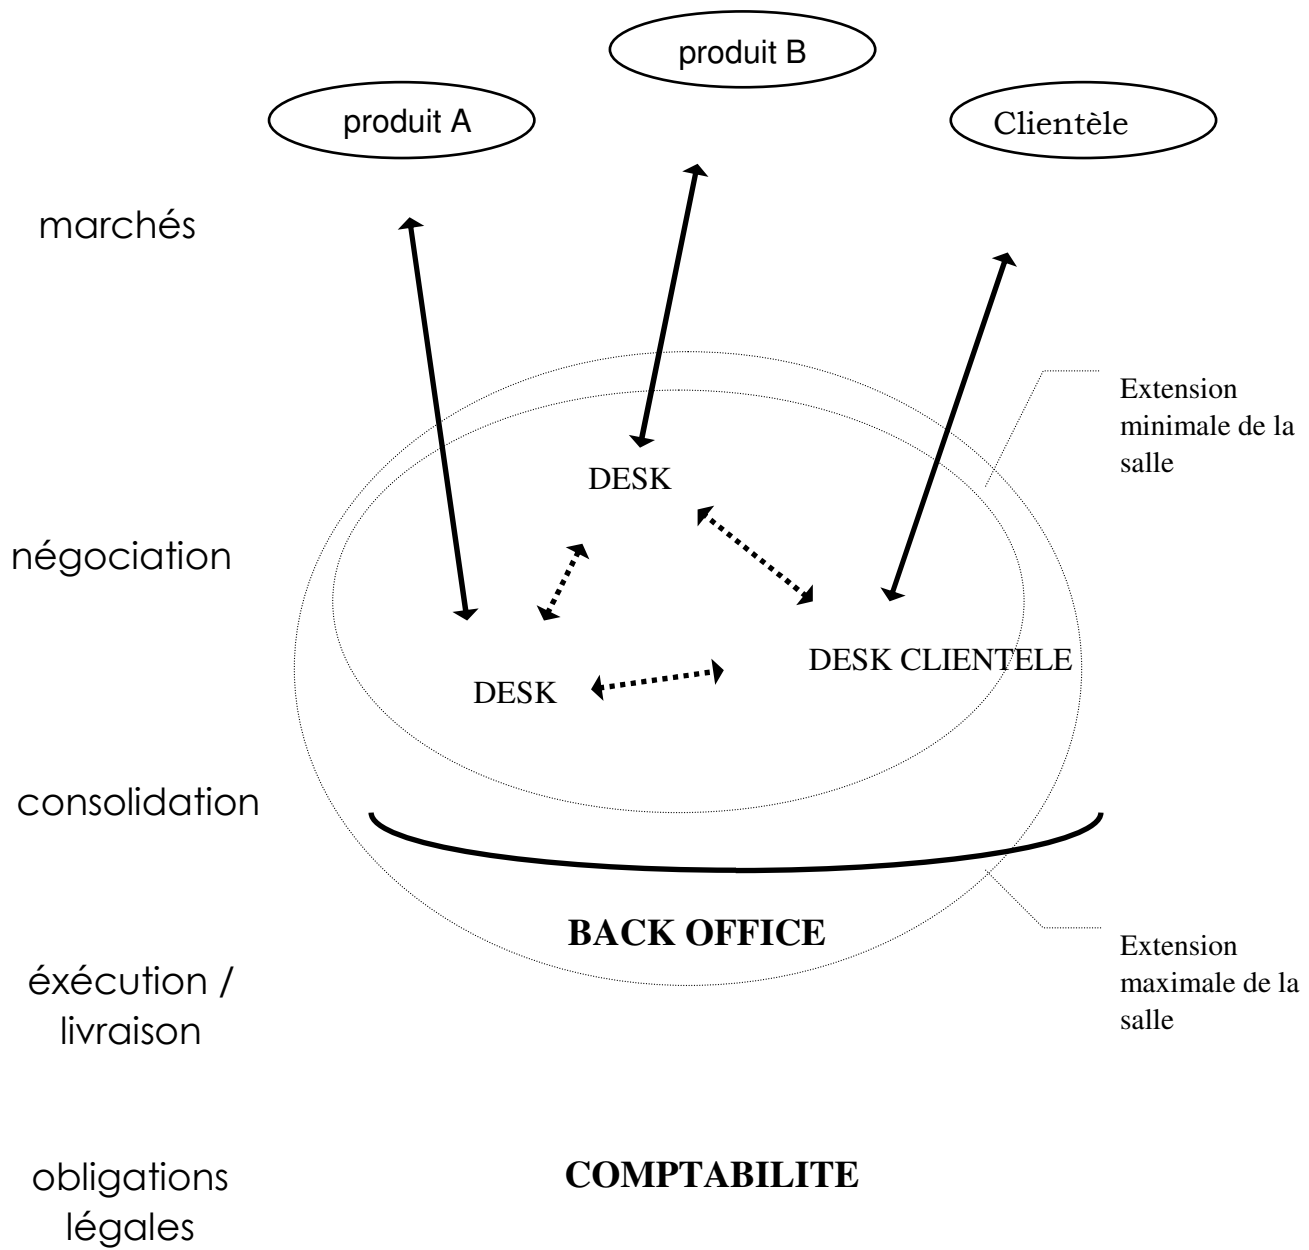 produit B
produit A
Clientèle
marchés
Extension
minimale de la
salle
DESK
négociation
DESK CLIENTELE
DESK
consolidation
BACK OFFICE
Extension
maximale de la
salle
éxécution /
livraison
COMPTABILITE
obligations
légales